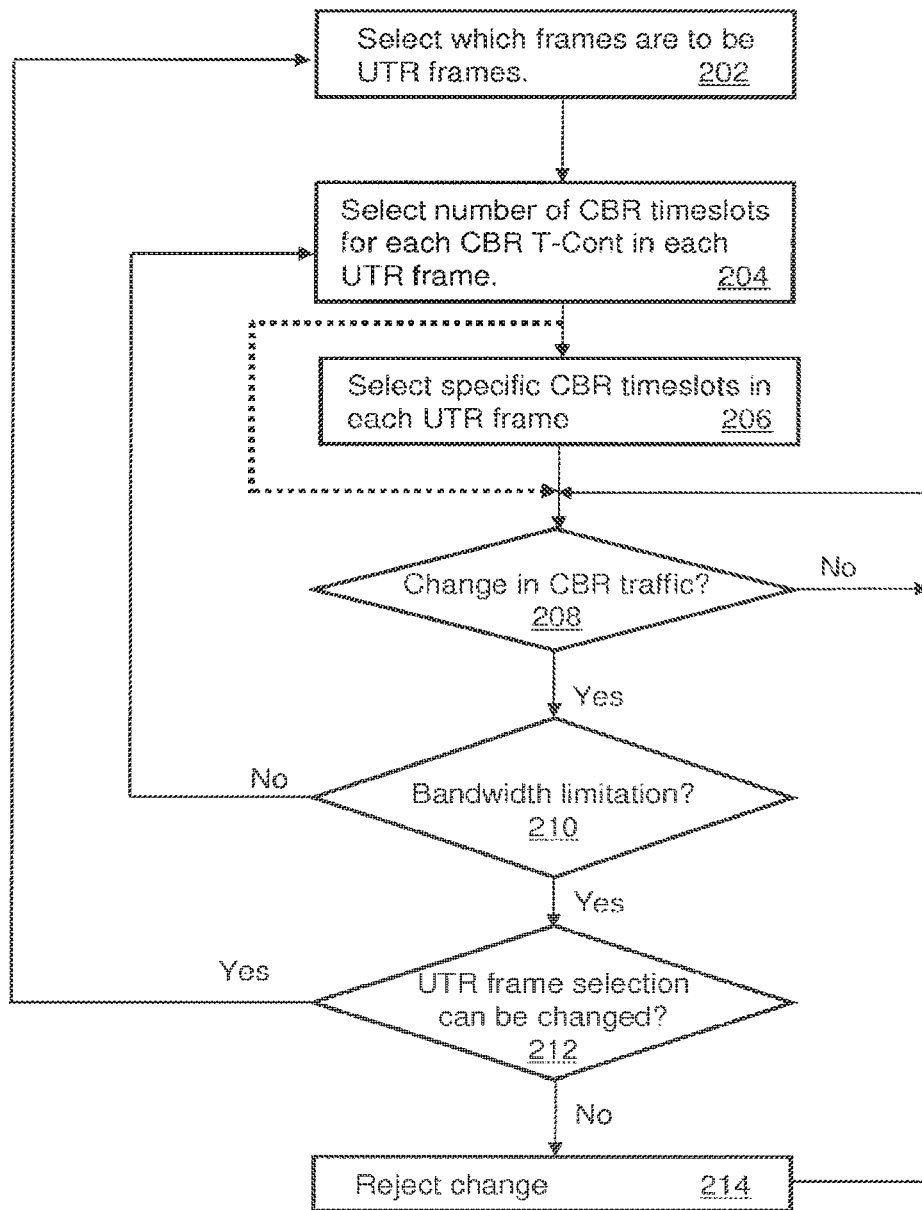 Select which frames are to be
UTR frames. 202
Select number of CBR timeslots
for each CBR T-Cont in each
UTR frame. 204
Select specific CBR timeslots in
each UTR frame 206
Change in CBR traffic?
208
No
Yes
Bandwidth limitation?
210
No
Yes
UTR frame selection
can be changed?
212
Yes
No
Reject change 214